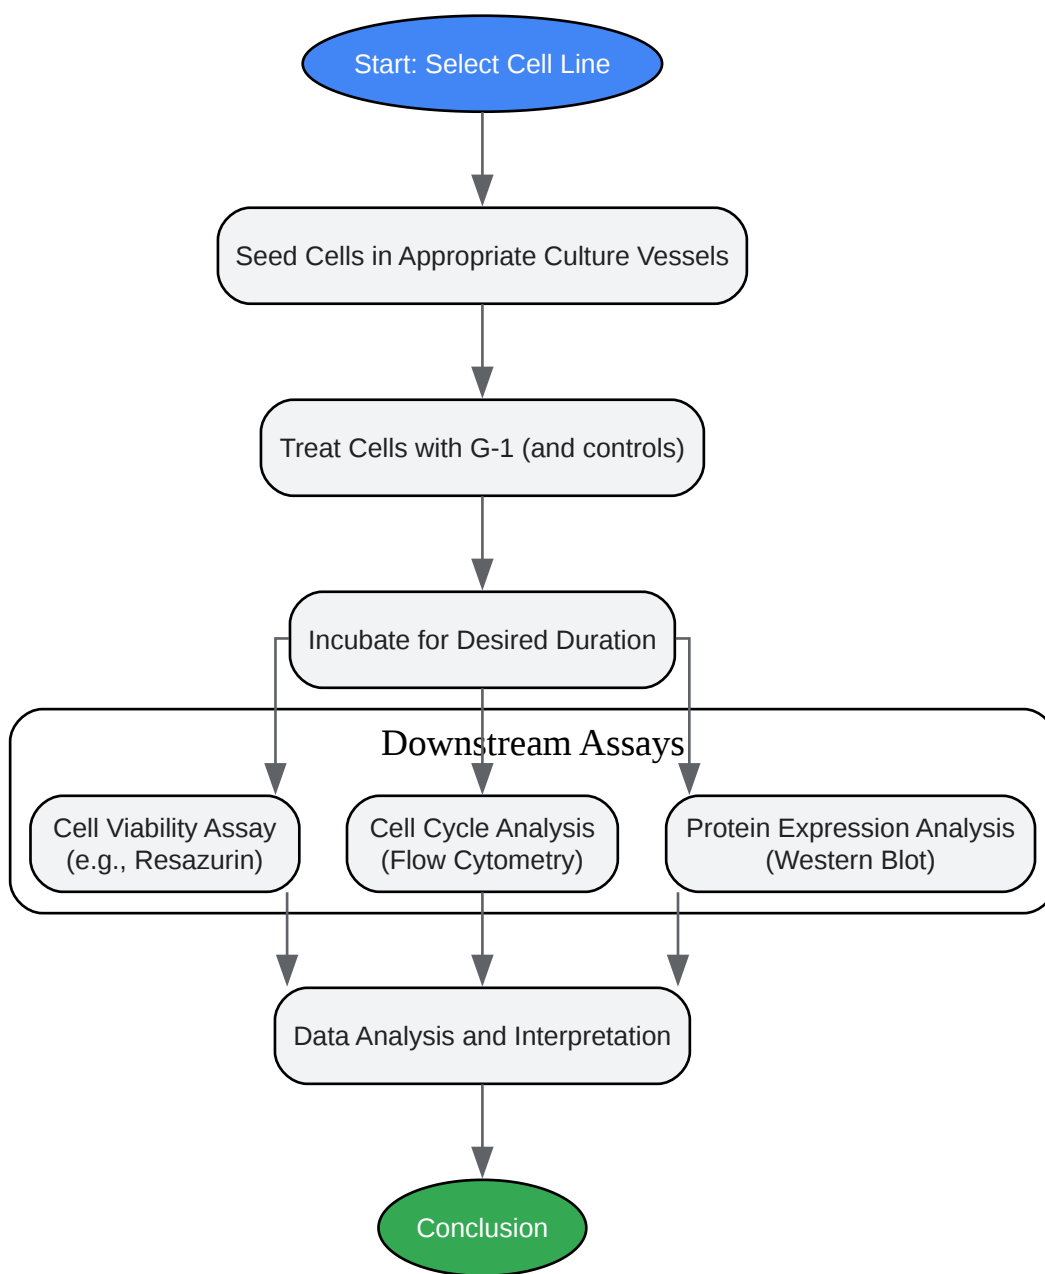 Start: Select Cell Line
Seed Cells in Appropriate Culture Vessels
Treat Cells with G-1 (and controls)
Incubate for Desired Duration
Downstream Assays
Cell Viability Assay
(e.g., Resazurin)
Cell Cycle Analysis
(Flow Cytometry)
Protein Expression Analysis
(Western Blot)
Data Analysis and Interpretation
Conclusion